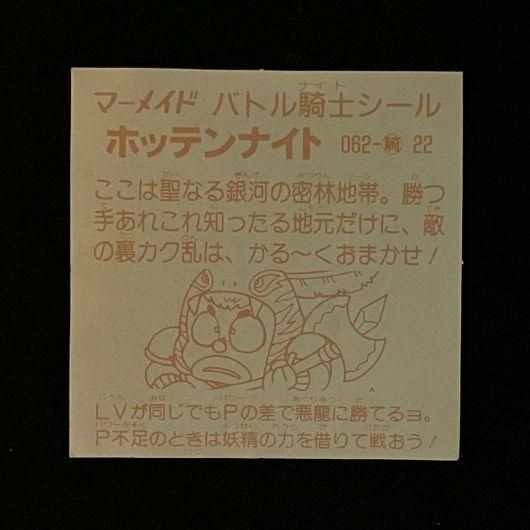 マーメイド バトル騎士シール
ホッテンナイト 062-騎 22
ここは聖なる銀河の密林地帯。勝つ
手あれこれ知ったる地元だけに、敵
の裏カク乱は、かる〜くおまかせ！
LVが同じでもPの差で悪龍に勝てるヨ。
P不足のときは妖精の力を借りて戦おう！